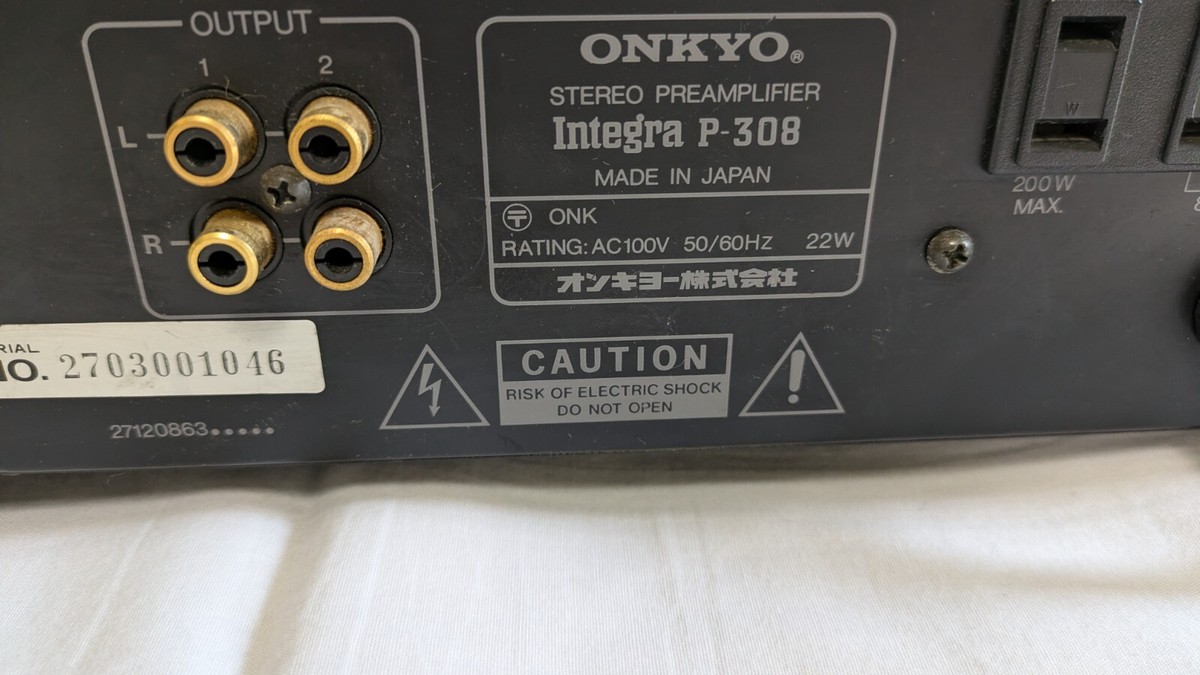 OUTPUT
1 2
L
R
ONKYO®
STEREO PREAMPLIFIER
Integra P-308
MADE IN JAPAN
〒 ONK
RATING: AC100V 50/60Hz 22W
オンキヨー株式会社
W
200W
MAX.
RIAL
NO. 2703001046
27120863•••••
CAUTION
RISK OF ELECTRIC SHOCK
DO NOT OPEN